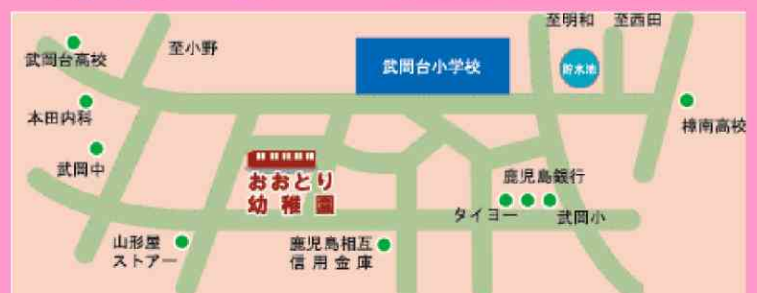 至明和
至西田
至小野
武岡台高校
武岡台小学校
貯水池
本田内科
樟南高校
武岡中
おおとり
幼稚園
鹿児島銀行
タイヨー
武岡小
山形屋
ストアー
鹿児島相互
信用金庫